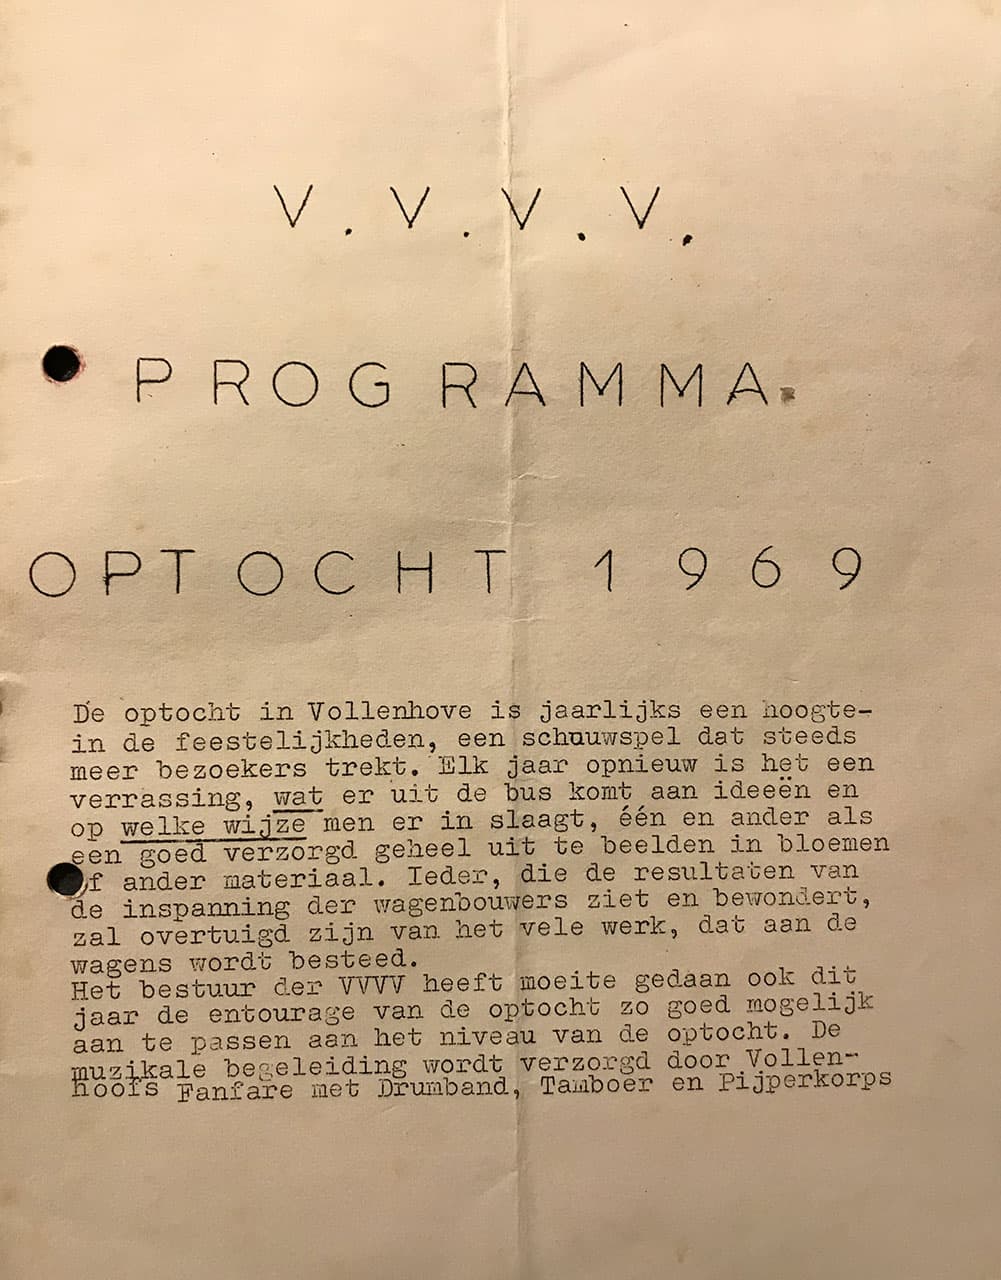 V.V.V.V.
PROGRAMMA.
OPTOCHT 1969
De optocht in Vollenhove is jaarlijks een hoogte-
in de feestelijkheden, een schuuwspel dat steeds
meer bezoekers trekt. Elk jaar opnieuw is het een
verrassing, wat er uit de bus komt aan ideeën en
op welke wijze men er in slaagt, één en ander als
een goed verzorgd geheel uit te beelden in bloemen
of ander materiaal. Ieder, die de resultaten van
de inspanning der wagenbouwers ziet en bewondert,
zal overtuigd zijn van het vele werk, dat aan de
wagens wordt besteed.
Het bestuur der VVVV heeft moeite gedaan ook dit
jaar de entourage van de optocht zo goed mogelijk
aan te passen aan het niveau van de optocht. De
muzikale begeleiding wordt verzorgd door Vollen-
hoofs Fanfare met Drumband, Tamboer en Pijperkorps